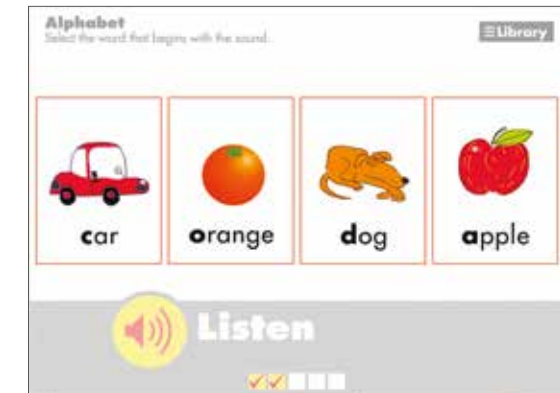 Alphabet
Select the word that begins with the sound.
Library
car
orange
dog
apple
Listen